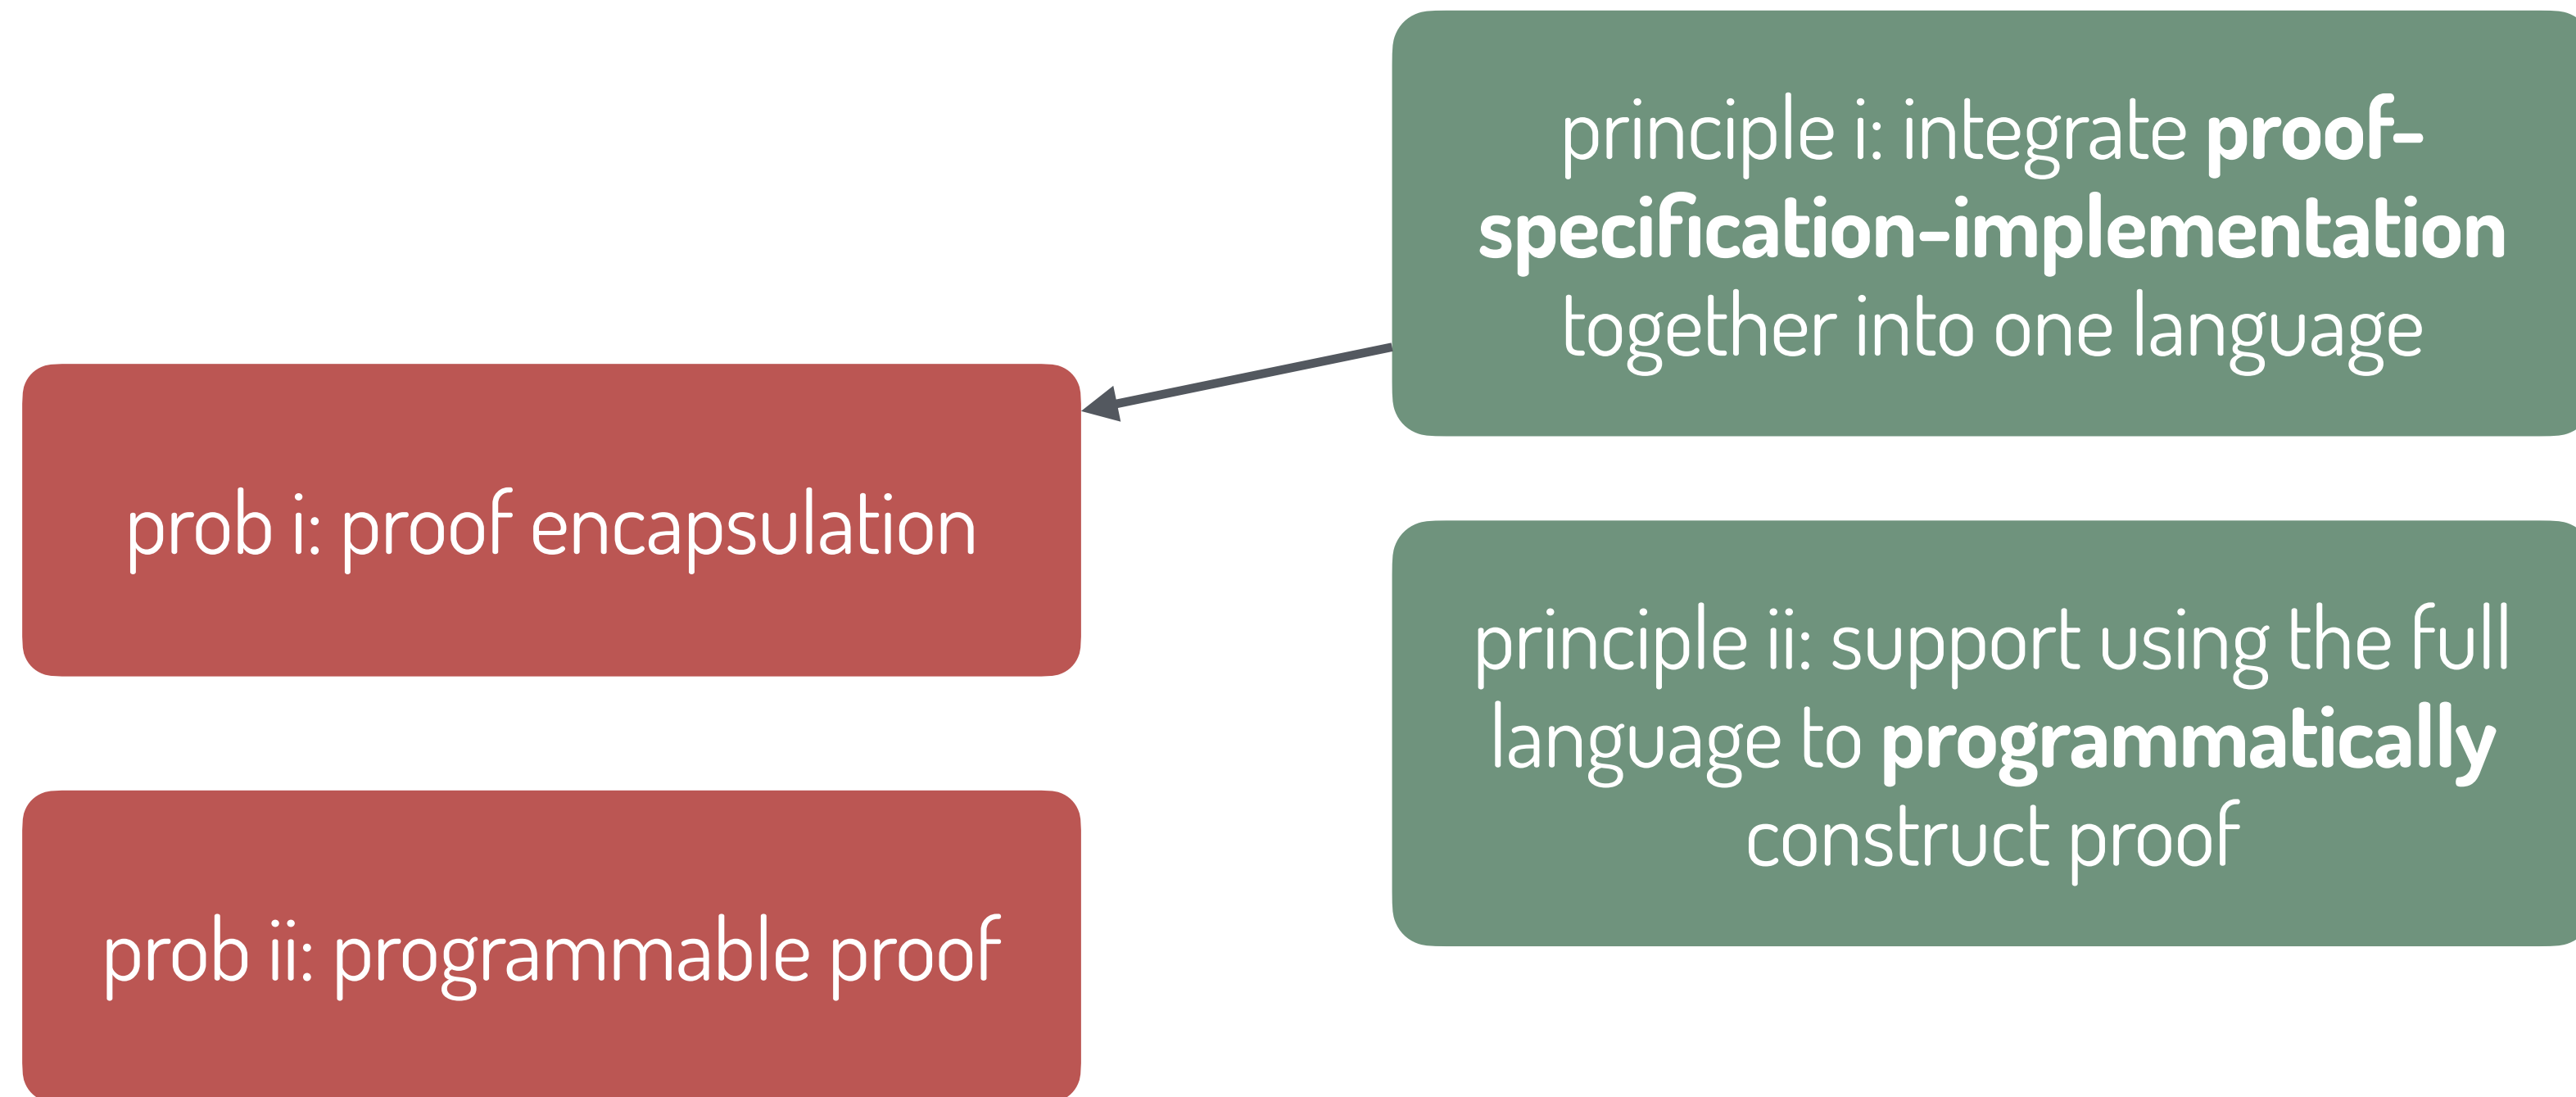 prob i: proof encapsulation
prob ii: programmable proof
principle i: integrate proof-
specification-implementation
together into one language
principle ii: support using the full
language to programmatically
construct proof